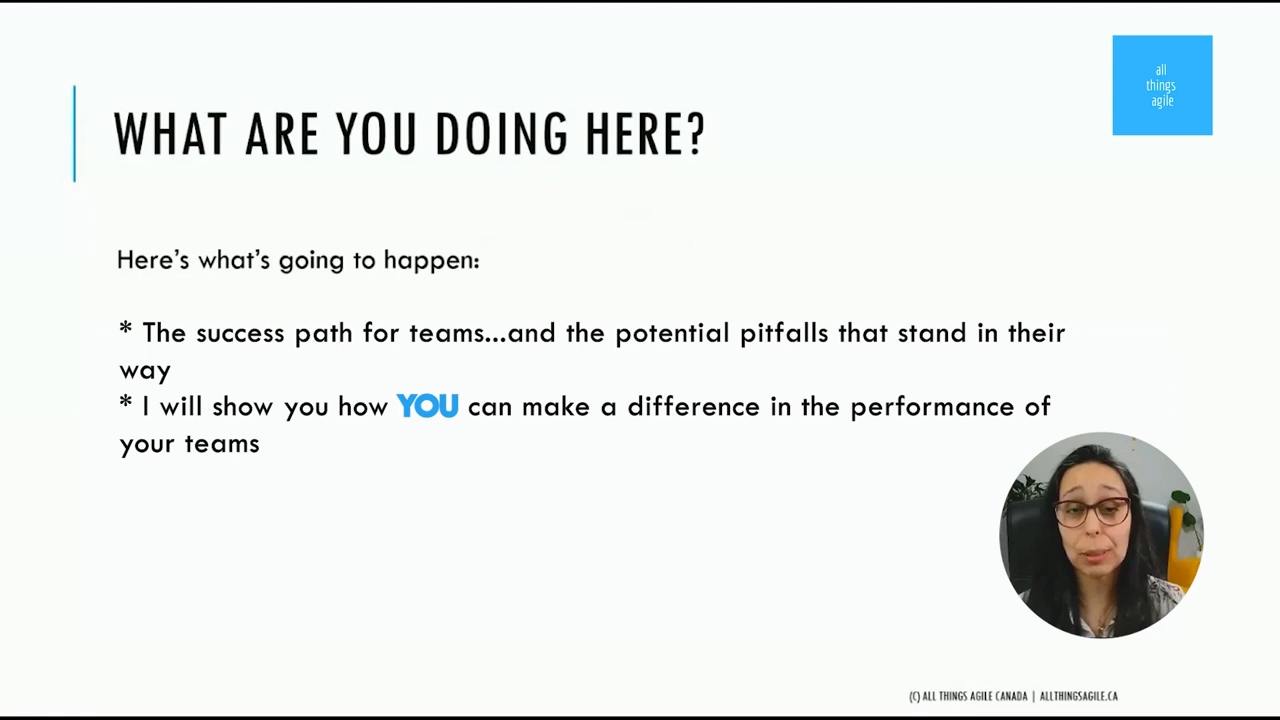 all
things
agile
WHAT ARE YOU DOING HERE?
Here's what's going to happen:
* The success path for teams...and the potential pitfalls that stand in their
way
* I will show you how YOU can make a difference in the performance of
your teams
(C) ALL THINGS AGILE CANADA | ALLTHINGSAGILE.CA